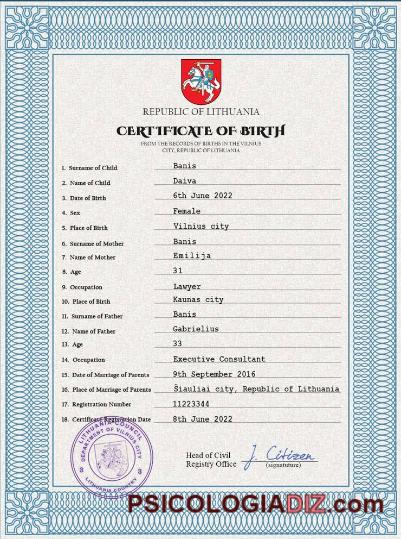 REPUBLIC OF LITHUANIA
CERTIFICATE OF BIRTH
FROM THE RECORDS OF BIRTHS IN THE VILNIUS
CITY, REPUBLIC OF LITHUANIA
1. Surname of Child Banis
2. Name of Child Daiva
3. Date of Birth 6th June 2022
4. Sex Female
5. Place of Birth Vilnius city
6. Surname of Mother Banis
7. Name of Mother Emilija
8. Age 31
9. Occupation Lawyer
10. Place of Birth Kaunas city
11. Surname of Father Banis
12. Name of Father Gabrielius
13. Age 33
14. Occupation Executive Consultant
15. Date of Marriage of Parents 9th September 2016
16. Place of Marriage of Parents Šiauliai city, Republic of Lithuania
17. Registration Number 11223344
18. Certificate Registration Date 8th June 2022
LITHUANIA COUNCIL
DEPARTMENT OF VILNIUS CITY
LITHUANIA COUNTRY
Head of Civil
Registry Office
J. Citizen
(signatuture)
PSICOLOGIADIZ.com